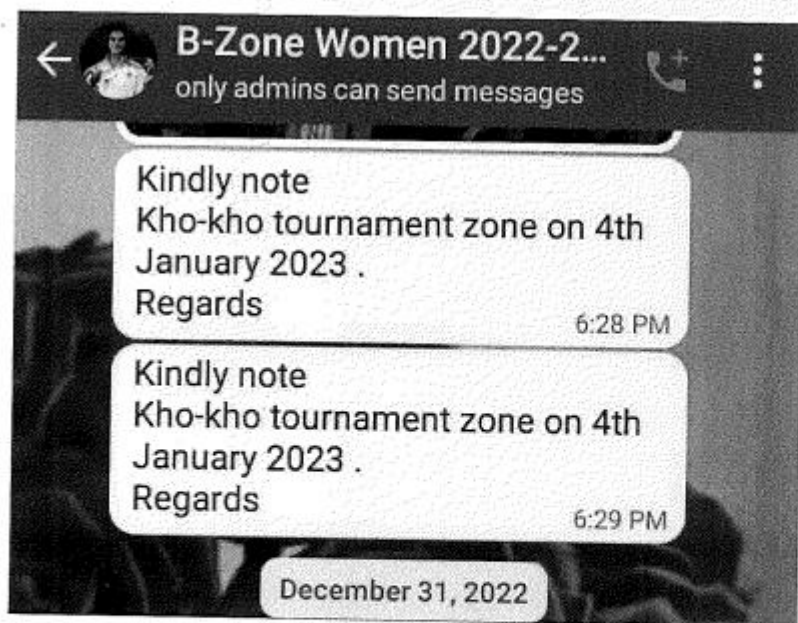 B-Zone Women 2022-2...
only admins can send messages
Kindly note
Kho-kho tournament zone on 4th
January 2023 .
Regards
6:28 PM
Kindly note
Kho-kho tournament zone on 4th
January 2023 .
Regards
6:29 PM
December 31, 2022